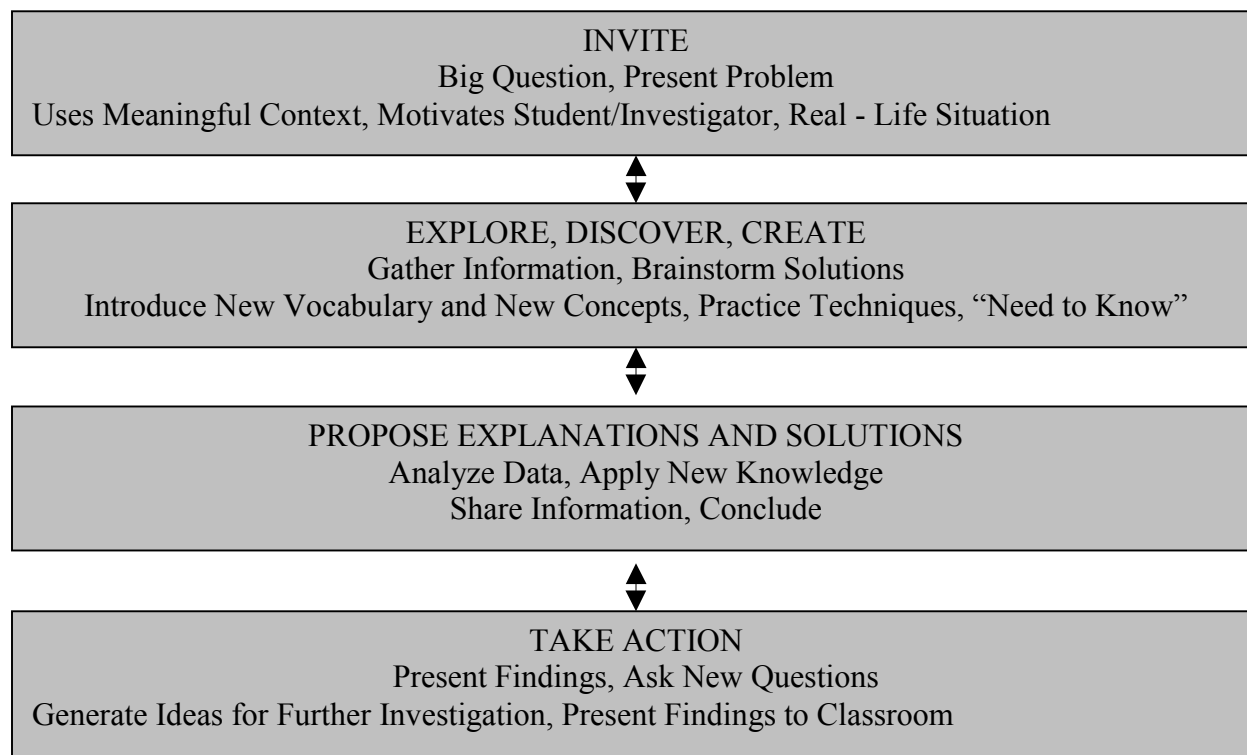 INVITE
Big Question, Present Problem
Uses Meaningful Context, Motivates Student/Investigator, Real - Life Situation
EXPLORE, DISCOVER, CREATE
Gather Information, Brainstorm Solutions
Introduce New Vocabulary and New Concepts, Practice Techniques, “Need to Know”
PROPOSE EXPLANATIONS AND SOLUTIONS
Analyze Data, Apply New Knowledge
Share Information, Conclude
TAKE ACTION
Present Findings, Ask New Questions
Generate Ideas for Further Investigation, Present Findings to Classroom